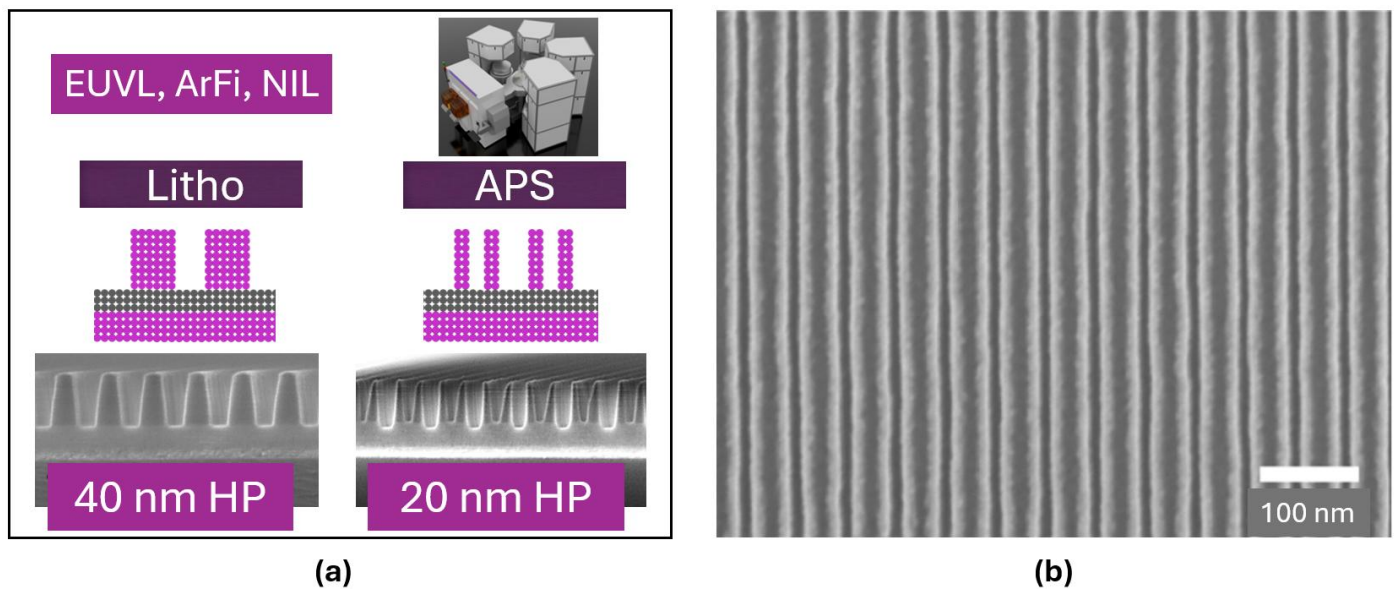 EUVL, ArFi, NIL
Litho
APS
40 nm HP
20 nm HP
100 nm
(a)
(b)